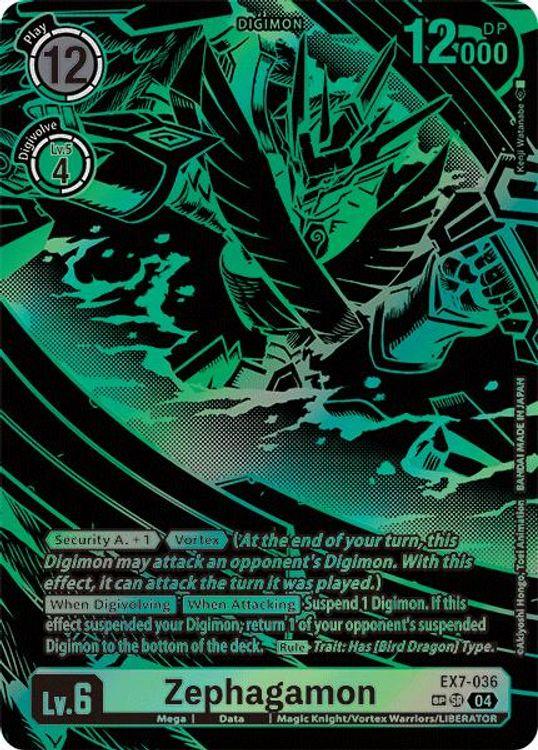 DIGIMON
Play
12
DP
12000
Digivolve
Lv.5
4
Kenji Watanabe
©Akiyoshi Hongo, Toei Animation BANDAI MADE IN JAPAN
Security A. +1 Vortex (At the end of your turn, this
Digimon may attack an opponent's Digimon. With this
effect, it can attack the turn it was played.)
When Digivolving When Attacking Suspend 1 Digimon. If this
effect suspended your Digimon, return 1 of your opponent's suspended
Digimon to the bottom of the deck. Rule Trait: Has [Bird Dragon] Type.
Lv.6
Zephagamon
EX7-036
SR 04
Mega | Data | Magic Knight/Vortex Warriors/LIBERATOR